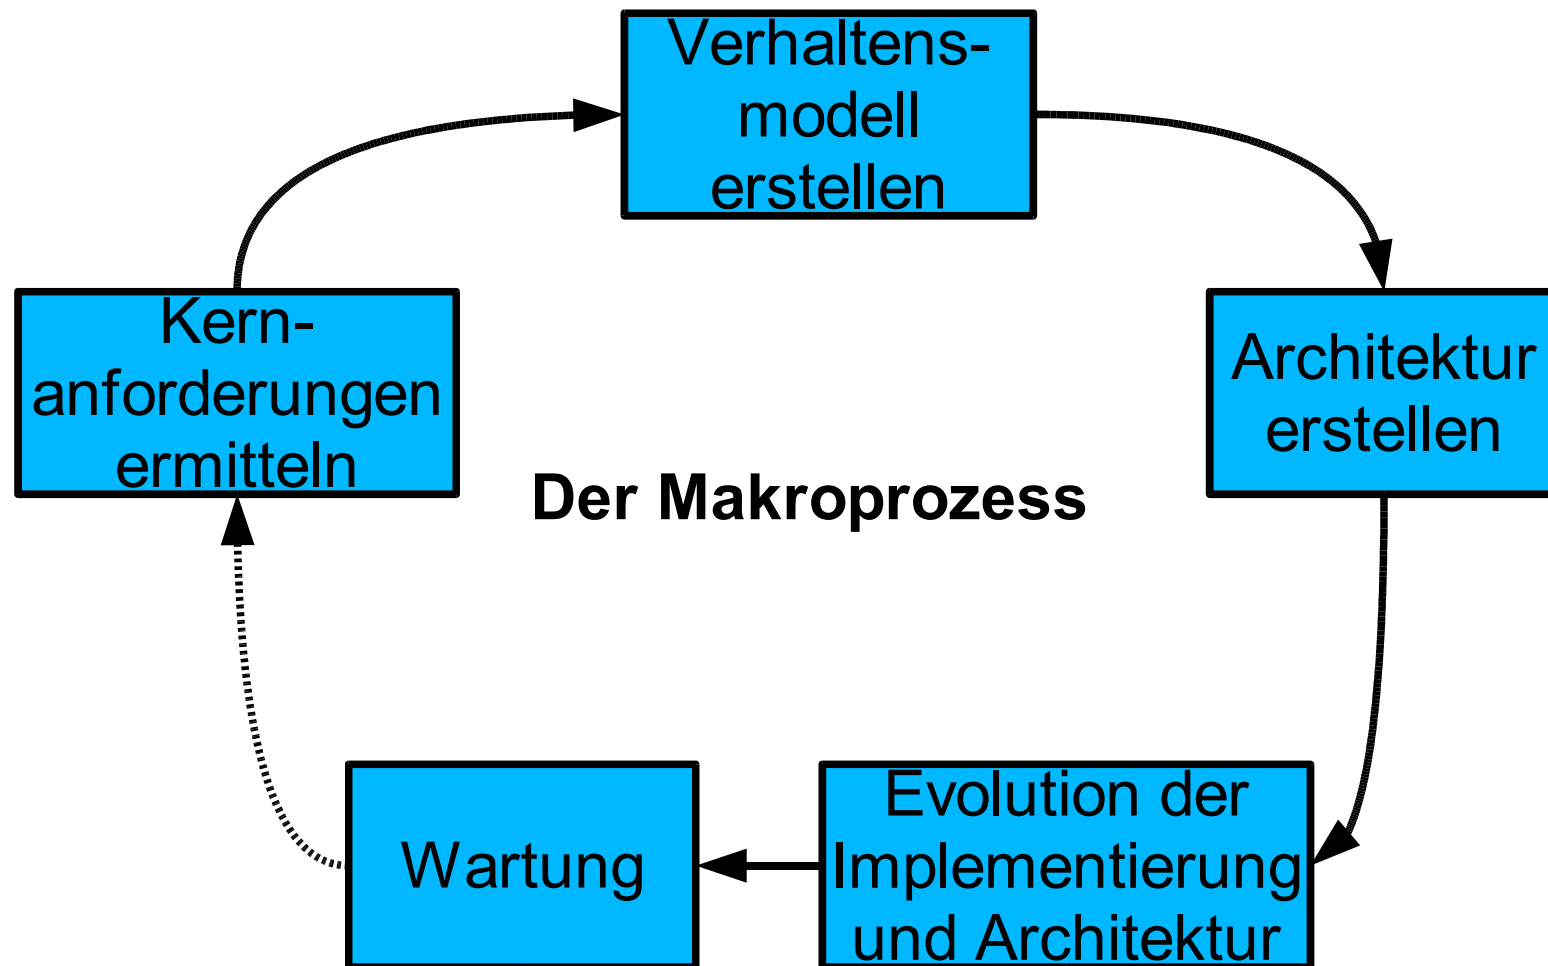 Verhaltens-
modell
erstellen
Kern-
anforderungen
ermitteln
Architektur
erstellen
Der Makroprozess
Wartung
Evolution der
Implementierung
und Architektur